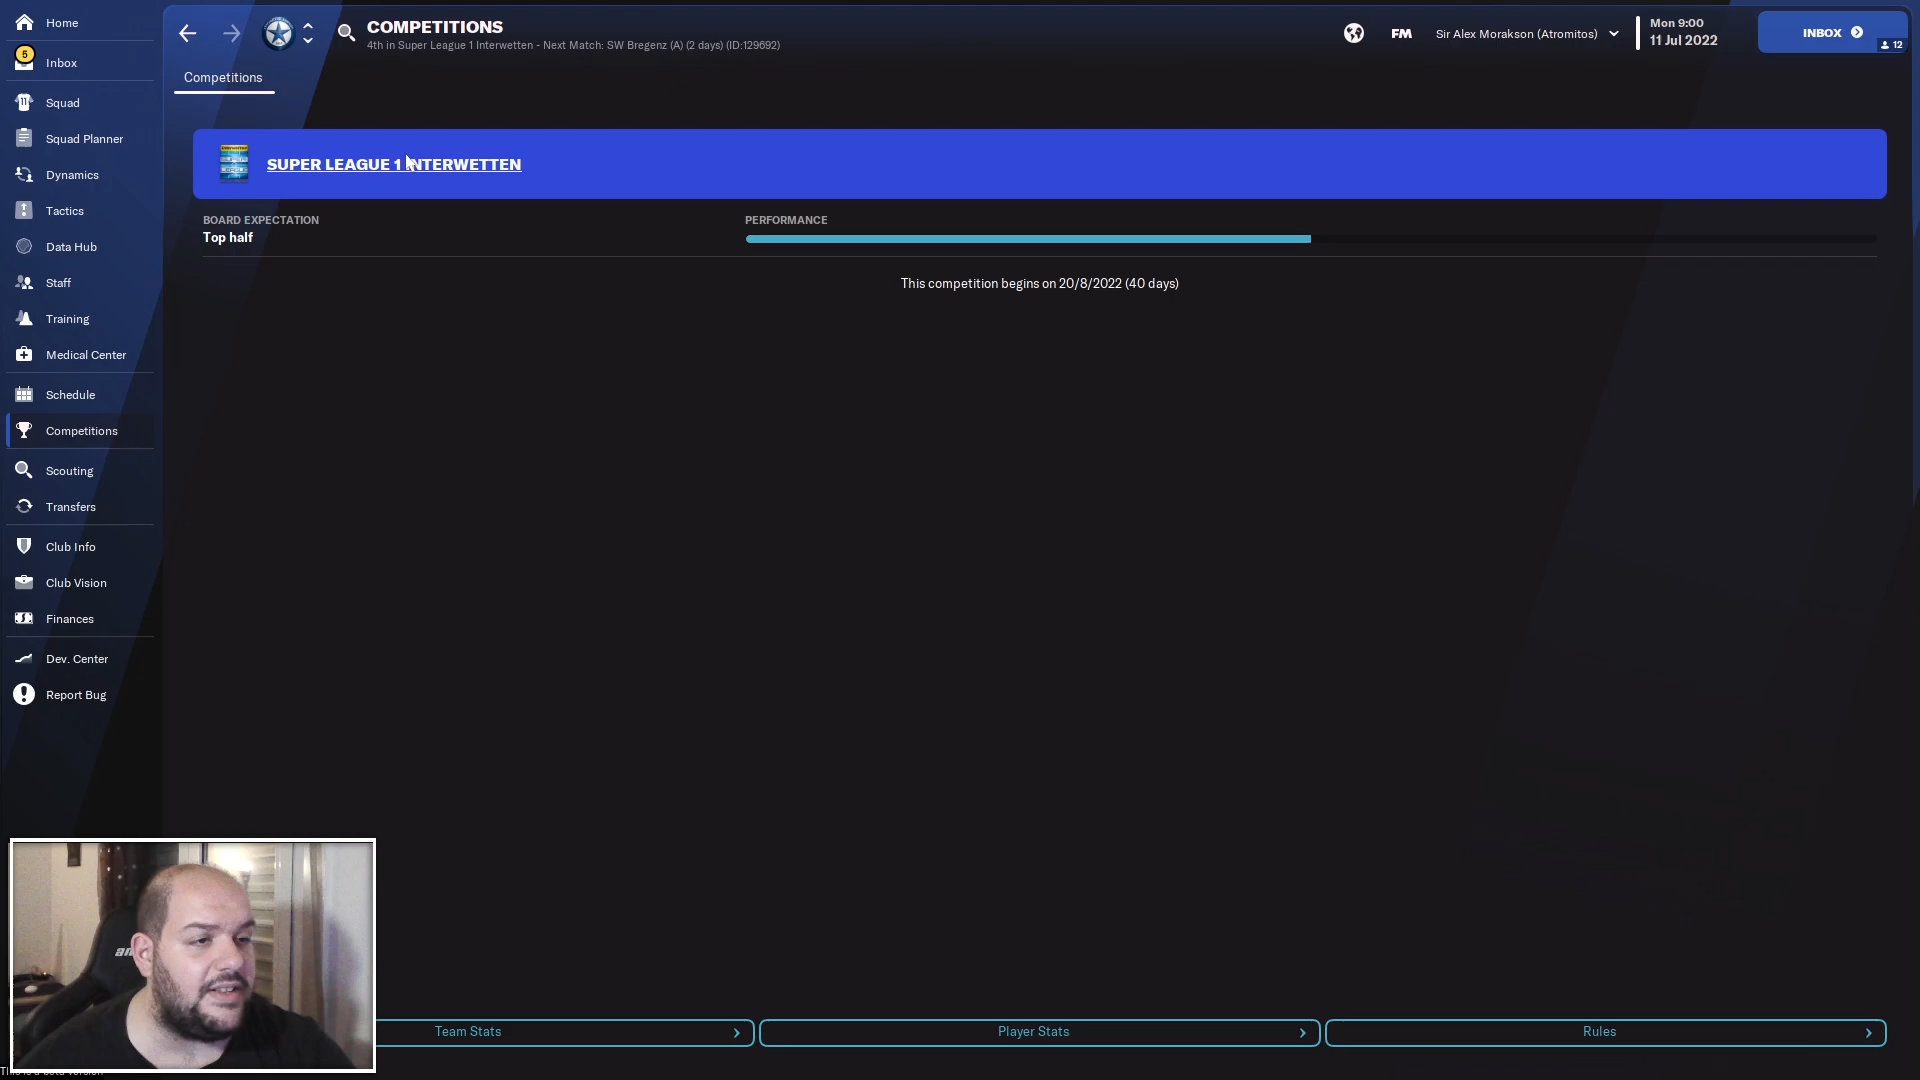 Home
5
Inbox
Squad
Squad Planner
Dynamics
Tactics
Data Hub
Staff
Training
Medical Center
Schedule
Competitions
Scouting
Transfers
Club Info
Club Vision
Finances
Dev. Center
Report Bug
COMPETITIONS
4th in Super League 1 Interwetten - Next Match: SW Bregenz (A) (2 days) (ID:129692)
FM
Sir Alex Morakson (Atromitos)
Mon 9:00
11 Jul 2022
INBOX
12
Competitions
SUPER LEAGUE 1 INTERWETTEN
BOARD EXPECTATION
Top half
PERFORMANCE
This competition begins on 20/8/2022 (40 days)
Team Stats
Player Stats
Rules